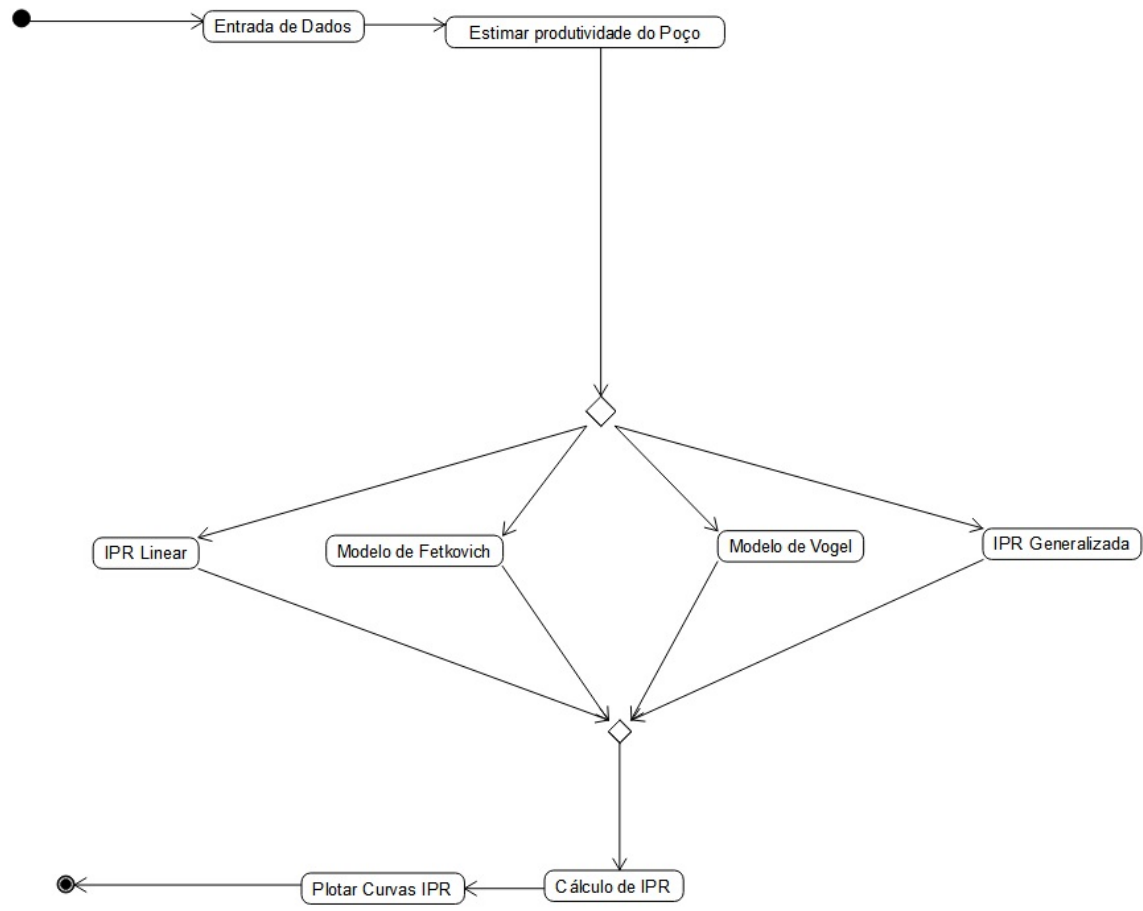 Entrada de Dados
Estimar produtividade do Poço
IPR Linear
Modelo de Fetkovich
Modelo de Vogel
IPR Generalizada
Plotar Curvas IPR
Cálculo de IPR